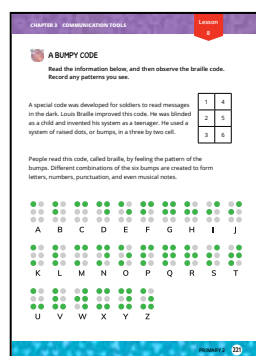 CHAPTER 3 COMMUNICATION TOOLS
Lesson
8
A BUMPY CODE
Read the information below, and then observe the braille code.
Record any patterns you see.
A special code was developed for soldiers to read messages
in the dark. Louis Braille improved this code. He was blinded
as a child and invented his system as a teenager. He used a
system of raised dots, or bumps, in a three by two cell.
1 4
2 5
3 6
People read this code, called braille, by feeling the pattern of the
bumps. Different combinations of the six bumps are created to form
letters, numbers, punctuation, and even musical notes.
A B C D E F G H I J
K L M N O P Q R S T
U V W X Y Z
PRIMARY 2 221